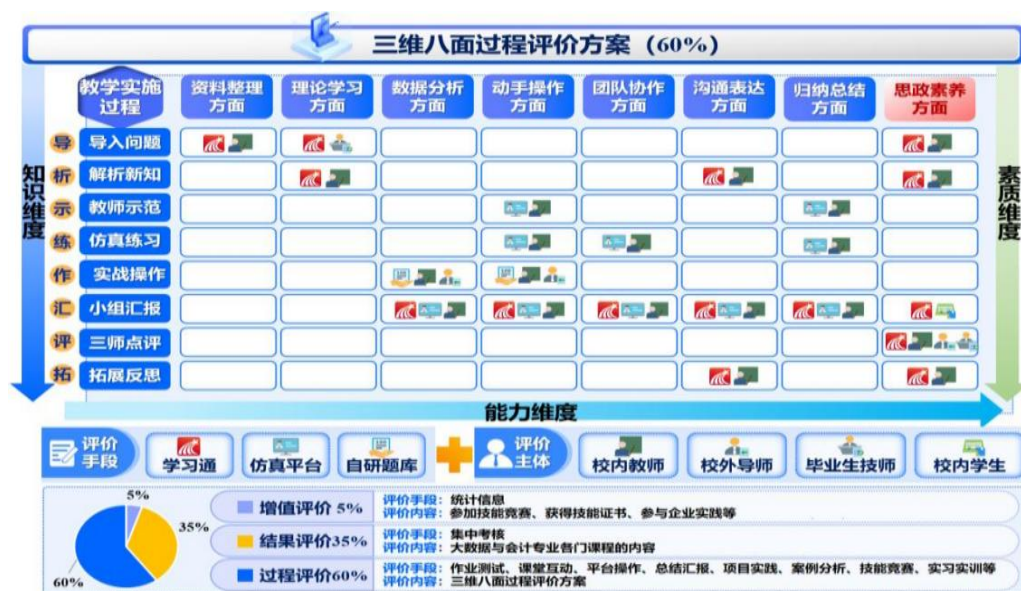 三维八面过程评价方案（60%）
教学实施
过程
资料整理
方面
理论学习
方面
数据分析
方面
动手操作
方面
团队协作
方面
沟通表达
方面
归纳总结
方面
思政素养
方面
知识维度
素质维度
导 导入问题
析 解析新知
示 教师示范
练 仿真练习
作 实战操作
汇 小组汇报
评 三师点评
拓 拓展反思
能力维度
评价
手段
学习通
仿真平台
自研题库
评价
主体
校内教师
校外导师
毕业生技师
校内学生
5%
35%
60%
增值评价 5%
评价手段：统计信息
评价内容：参加技能竞赛、获得技能证书、参与企业实践等
结果评价35%
评价手段：集中考核
评价内容：大数据与会计专业各门课程的内容
过程评价60%
评价手段：作业测试、课堂互动、平台操作、总结汇报、项目实践、案例分析、技能竞赛、实习实训等
评价内容：三维八面过程评价方案